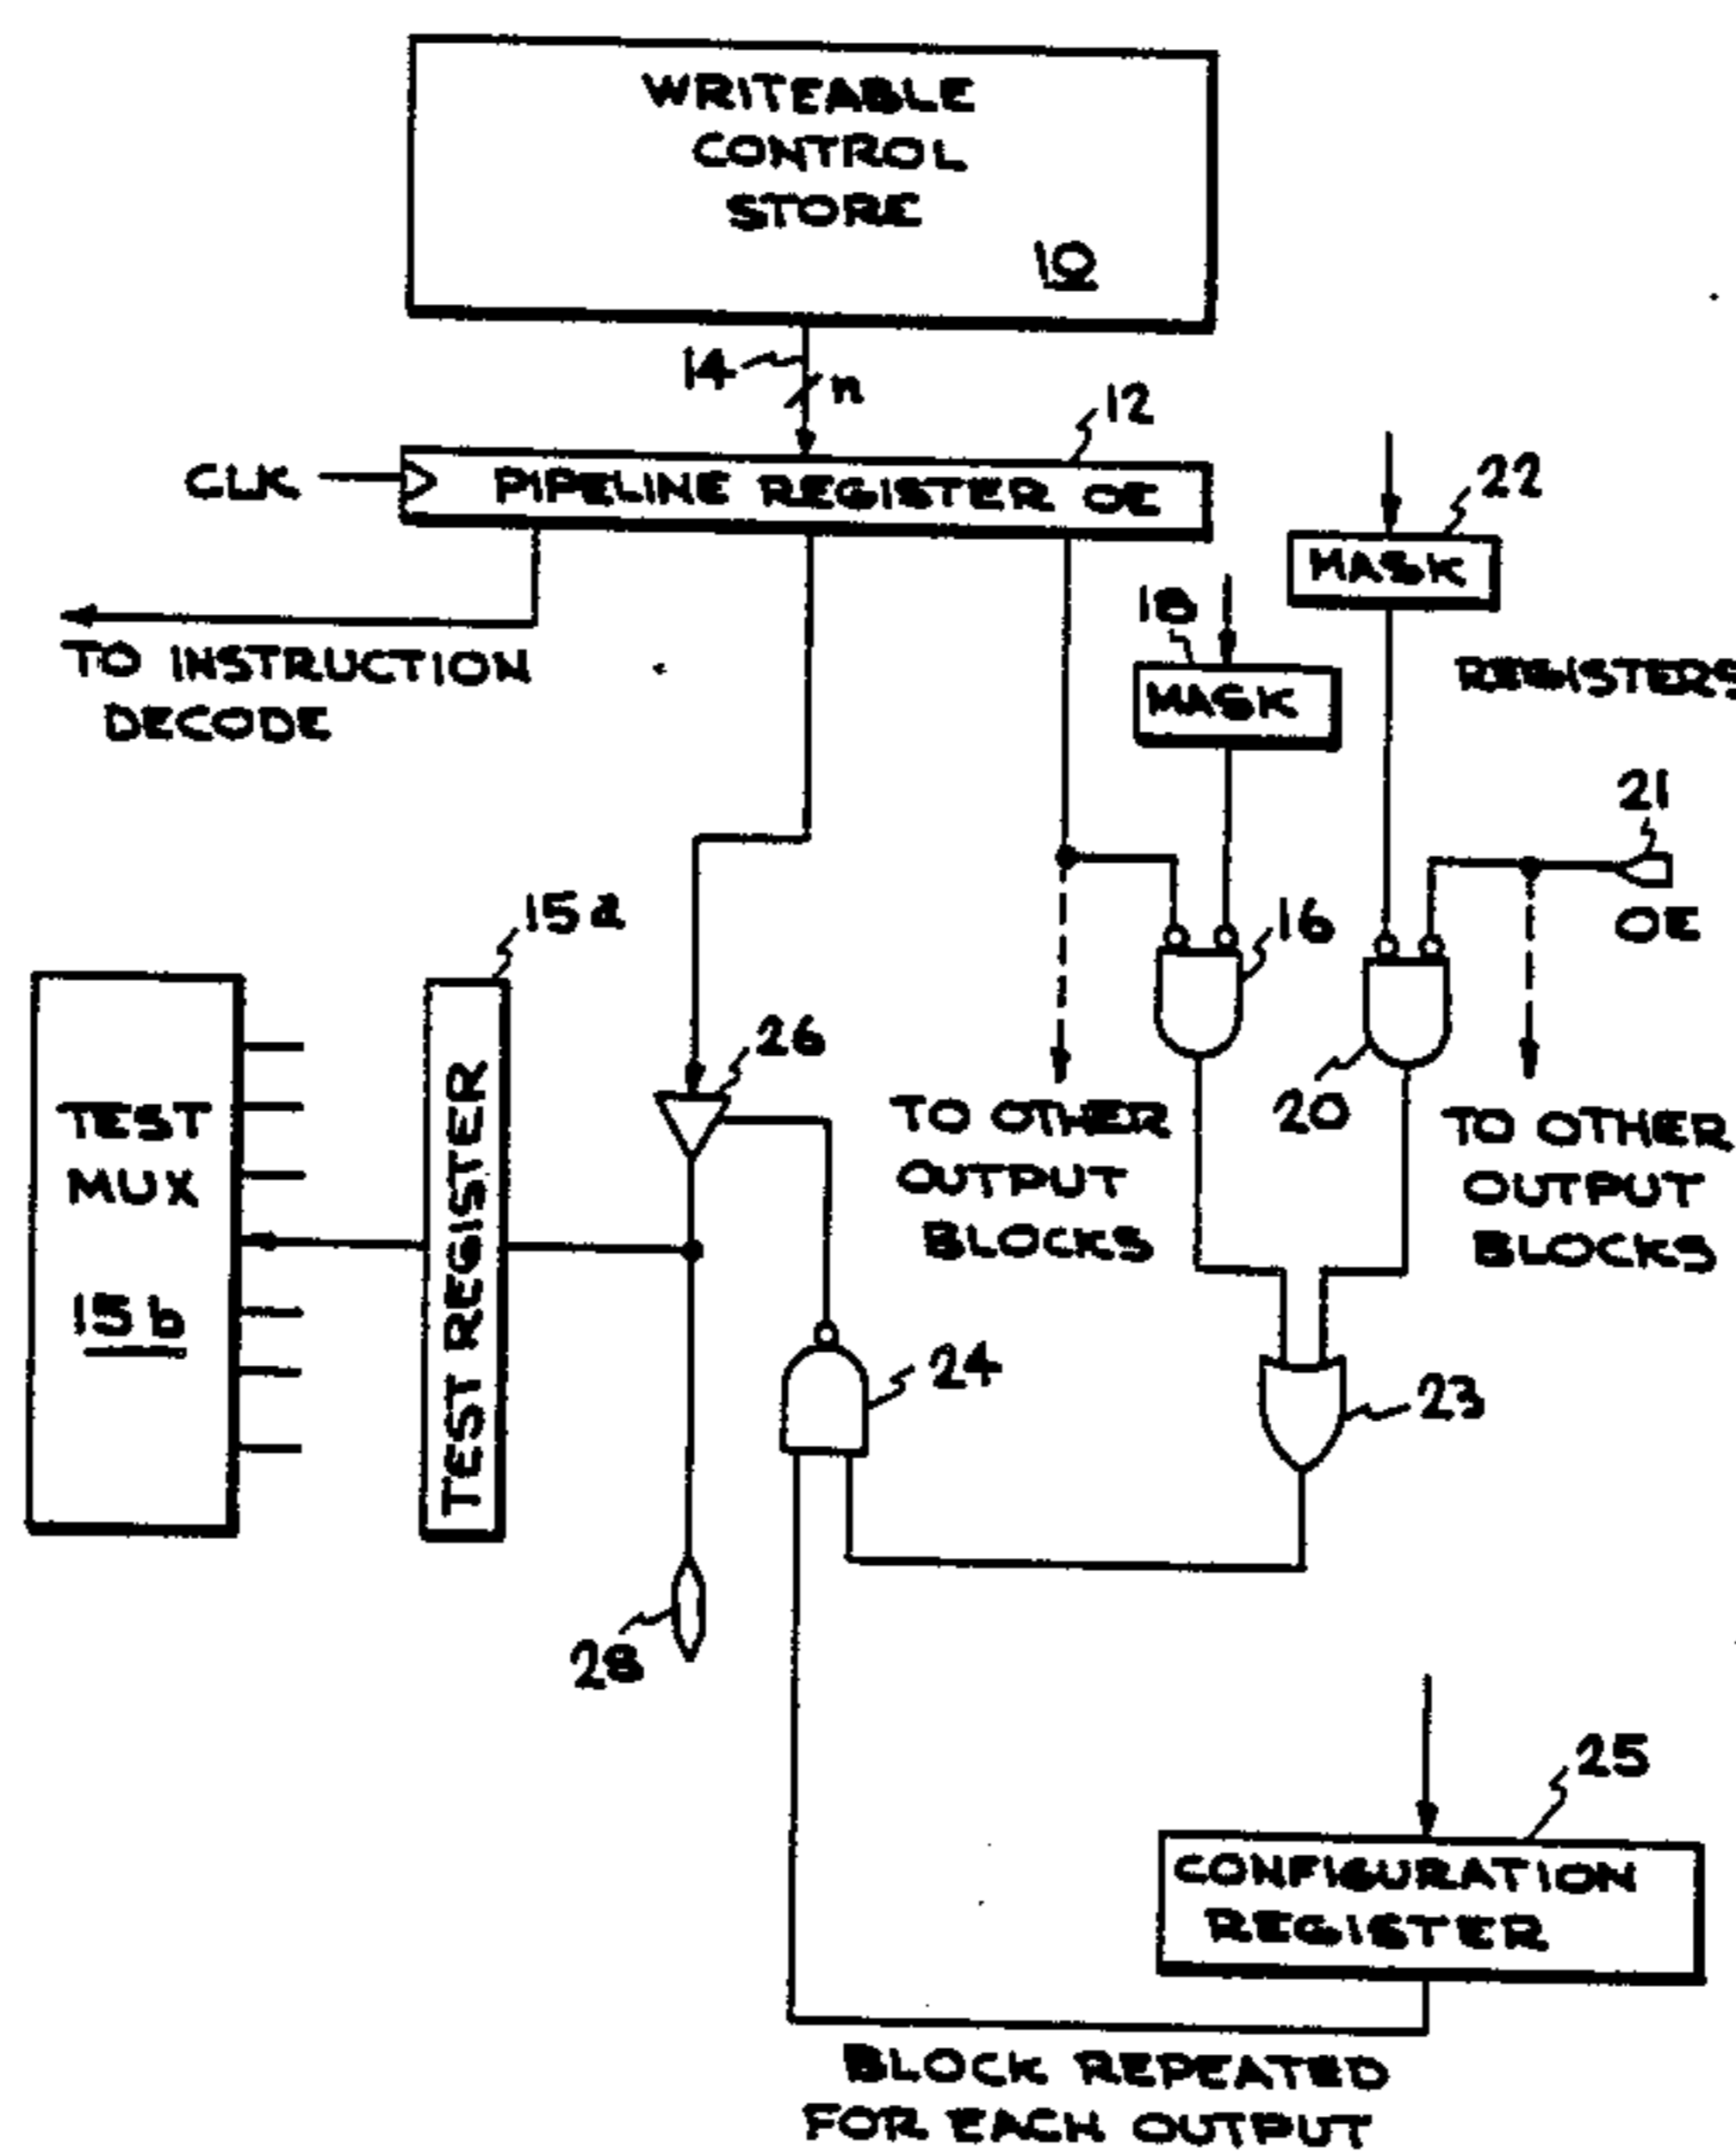 WRITEABLE
CONTROL
STORE
10
14
n
12
CLK
PIPELINE REGISTER OE
22
MASK
18
MASK
TO INSTRUCTION
DECODE
REGISTERS
21
OE
15a
16
26
20
TEST
MUX
15b
TEST REGISTER
TO OTHER
OUTPUT
BLOCKS
TO OTHER
OUTPUT
BLOCKS
24
23
28
25
CONFIGURATION
REGISTER
BLOCK REPEATED
FOR EACH OUTPUT